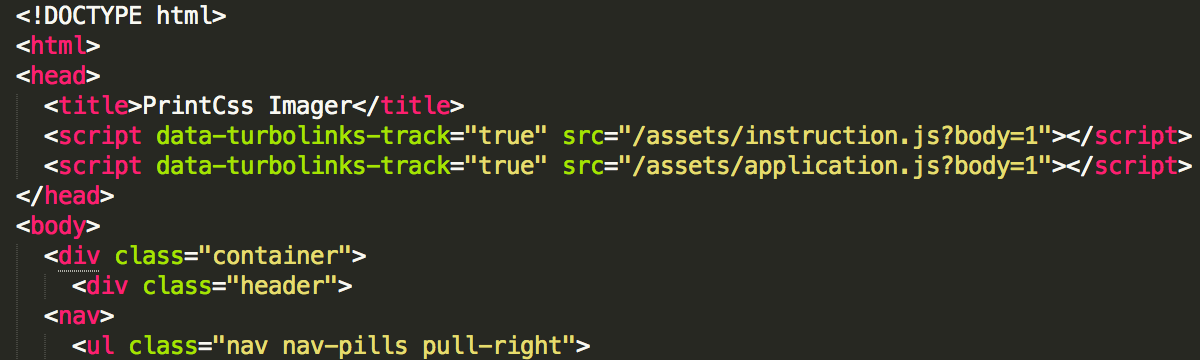 <!DOCTYPE html>
<html>
<head>
<title>PrintCss Imager</title>
<script data-turbolinks-track="true" src="/assets/instruction.js?body=1"></script>
<script data-turbolinks-track="true" src="/assets/application.js?body=1"></script>
</head>
<body>
<div class="container">
<div class="header">
<nav>
<ul class="nav nav-pills pull-right">